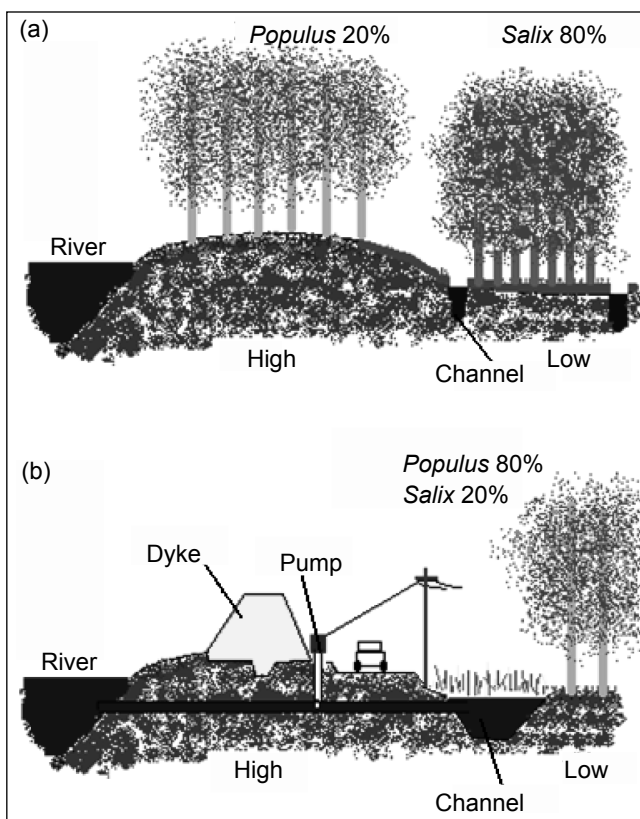 (a)
Populus 20%
Salix 80%
River
High
Channel
Low
(b)
Populus 80%
Salix 20%
Dyke
Pump
River
High
Low
Channel